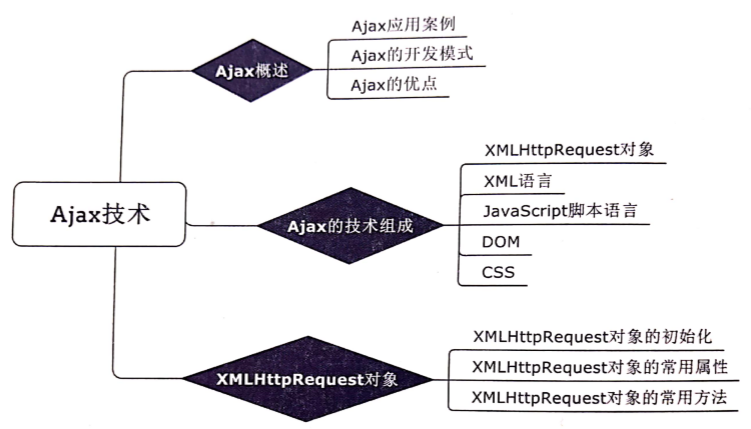 Ajax技术
Ajax概述
Ajax应用案例
Ajax的开发模式
Ajax的优点
Ajax的技术组成
XMLHttpRequest对象
XML语言
JavaScript脚本语言
DOM
CSS
XMLHttpRequest对象
XMLHttpRequest对象的初始化
XMLHttpRequest对象的常用属性
XMLHttpRequest对象的常用方法